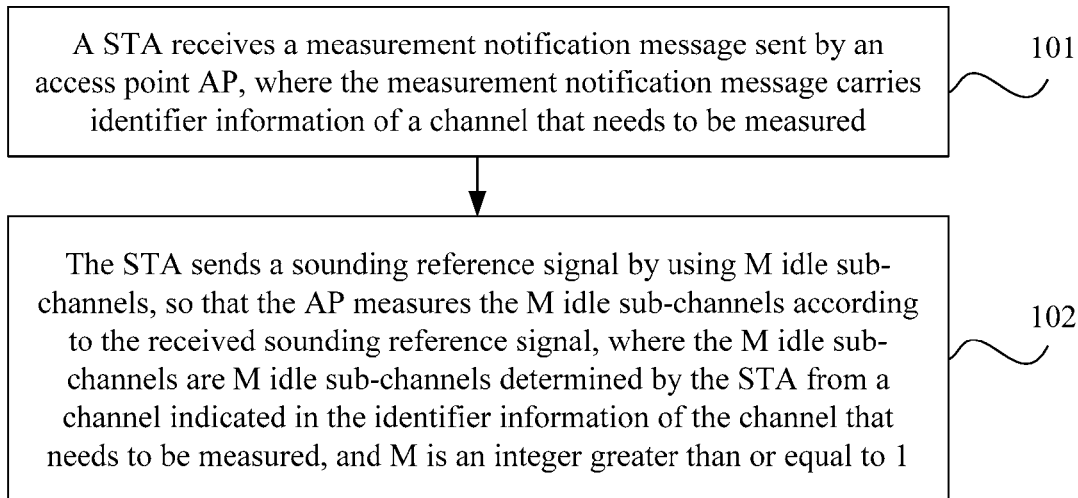 A STA receives a measurement notification message sent by an
access point AP, where the measurement notification message carries
identifier information of a channel that needs to be measured
101
The STA sends a sounding reference signal by using M idle sub-
channels, so that the AP measures the M idle sub-channels according
to the received sounding reference signal, where the M idle sub-
channels are M idle sub-channels determined by the STA from a
channel indicated in the identifier information of the channel that
needs to be measured, and M is an integer greater than or equal to 1
102